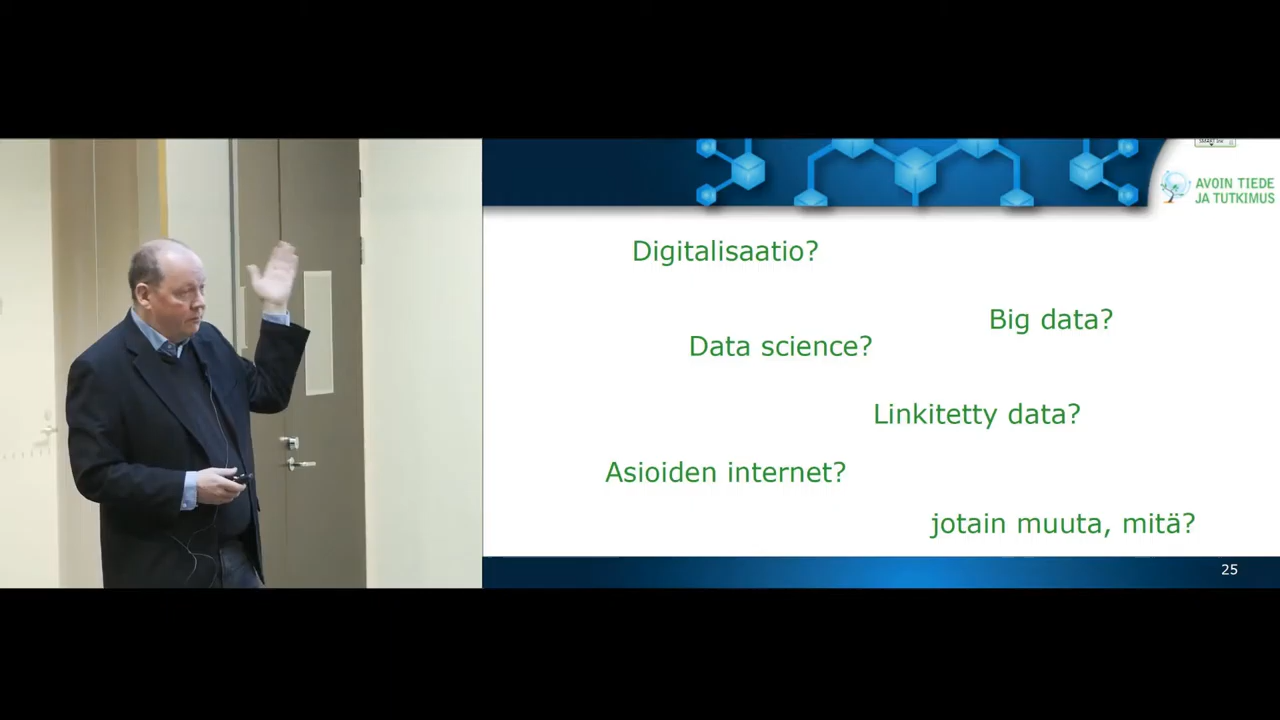 AVOIN TIEDE
JA TUTKIMUS
Digitalisaatio?
Big data?
Data science?
Linkitetty data?
Asioiden internet?
jotain muuta, mitä?
25